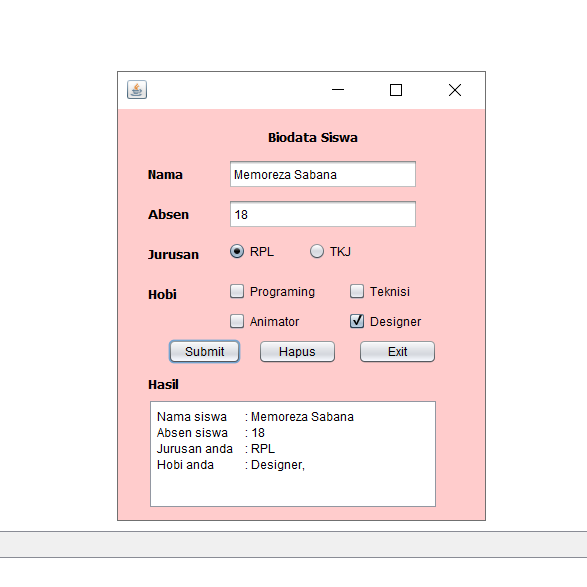 Biodata Siswa
Nama Memoreza Sabana
Absen 18
Jurusan RPL TKJ
Hobi Programing Teknisi
Animator Designer
Submit Hapus Exit
Hasil
Nama siswa : Memoreza Sabana
Absen siswa : 18
Jurusan anda : RPL
Hobi anda : Designer,